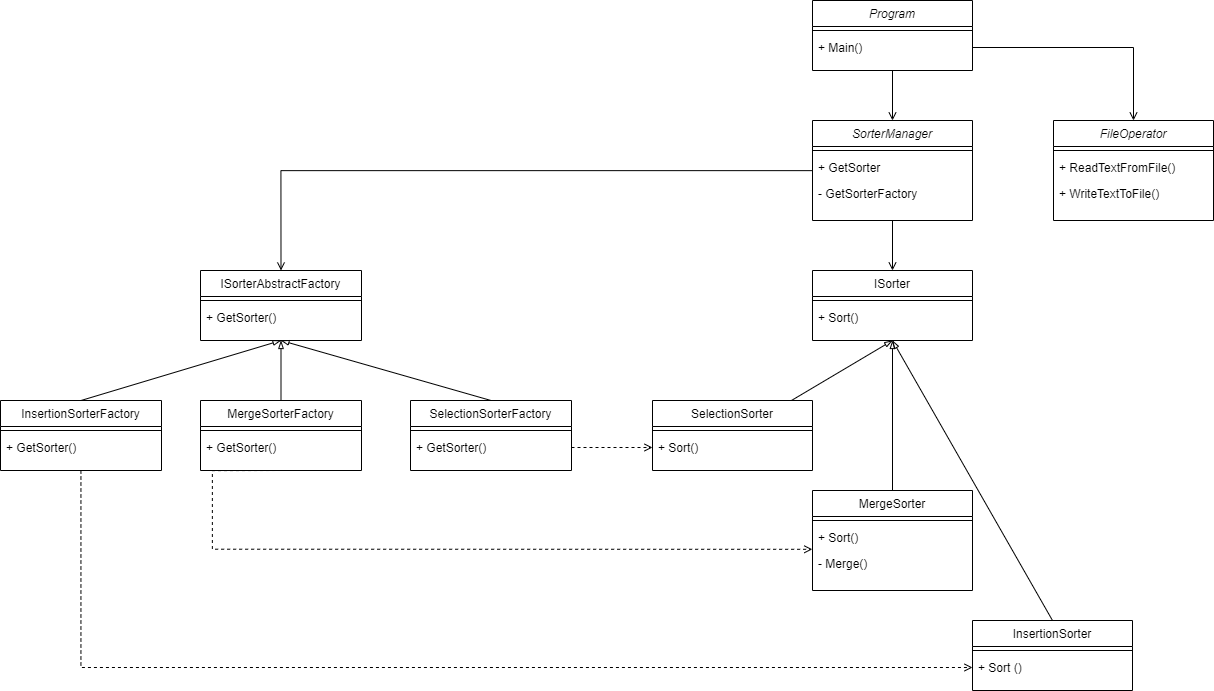 Program
+ Main()
SorterManager
+ GetSorter
- GetSorterFactory
FileOperator
+ ReadTextFromFile()
+ WriteTextToFile()
ISorterAbstractFactory
+ GetSorter()
ISorter
+ Sort()
InsertionSorterFactory
+ GetSorter()
MergeSorterFactory
+ GetSorter()
SelectionSorterFactory
+ GetSorter()
SelectionSorter
+ Sort()
MergeSorter
+ Sort()
- Merge()
InsertionSorter
+ Sort ()